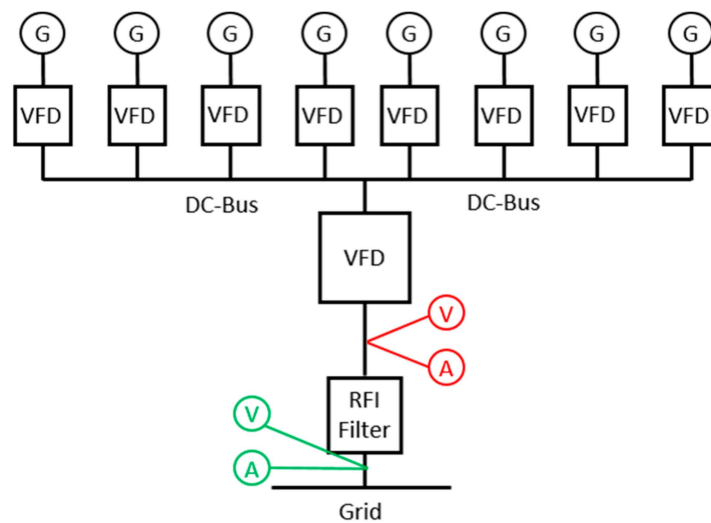 G G G G G G G G
VFD VFD VFD VFD VFD VFD VFD VFD
DC-Bus DC-Bus
VFD
V
A
RFI
Filter
V
A
Grid